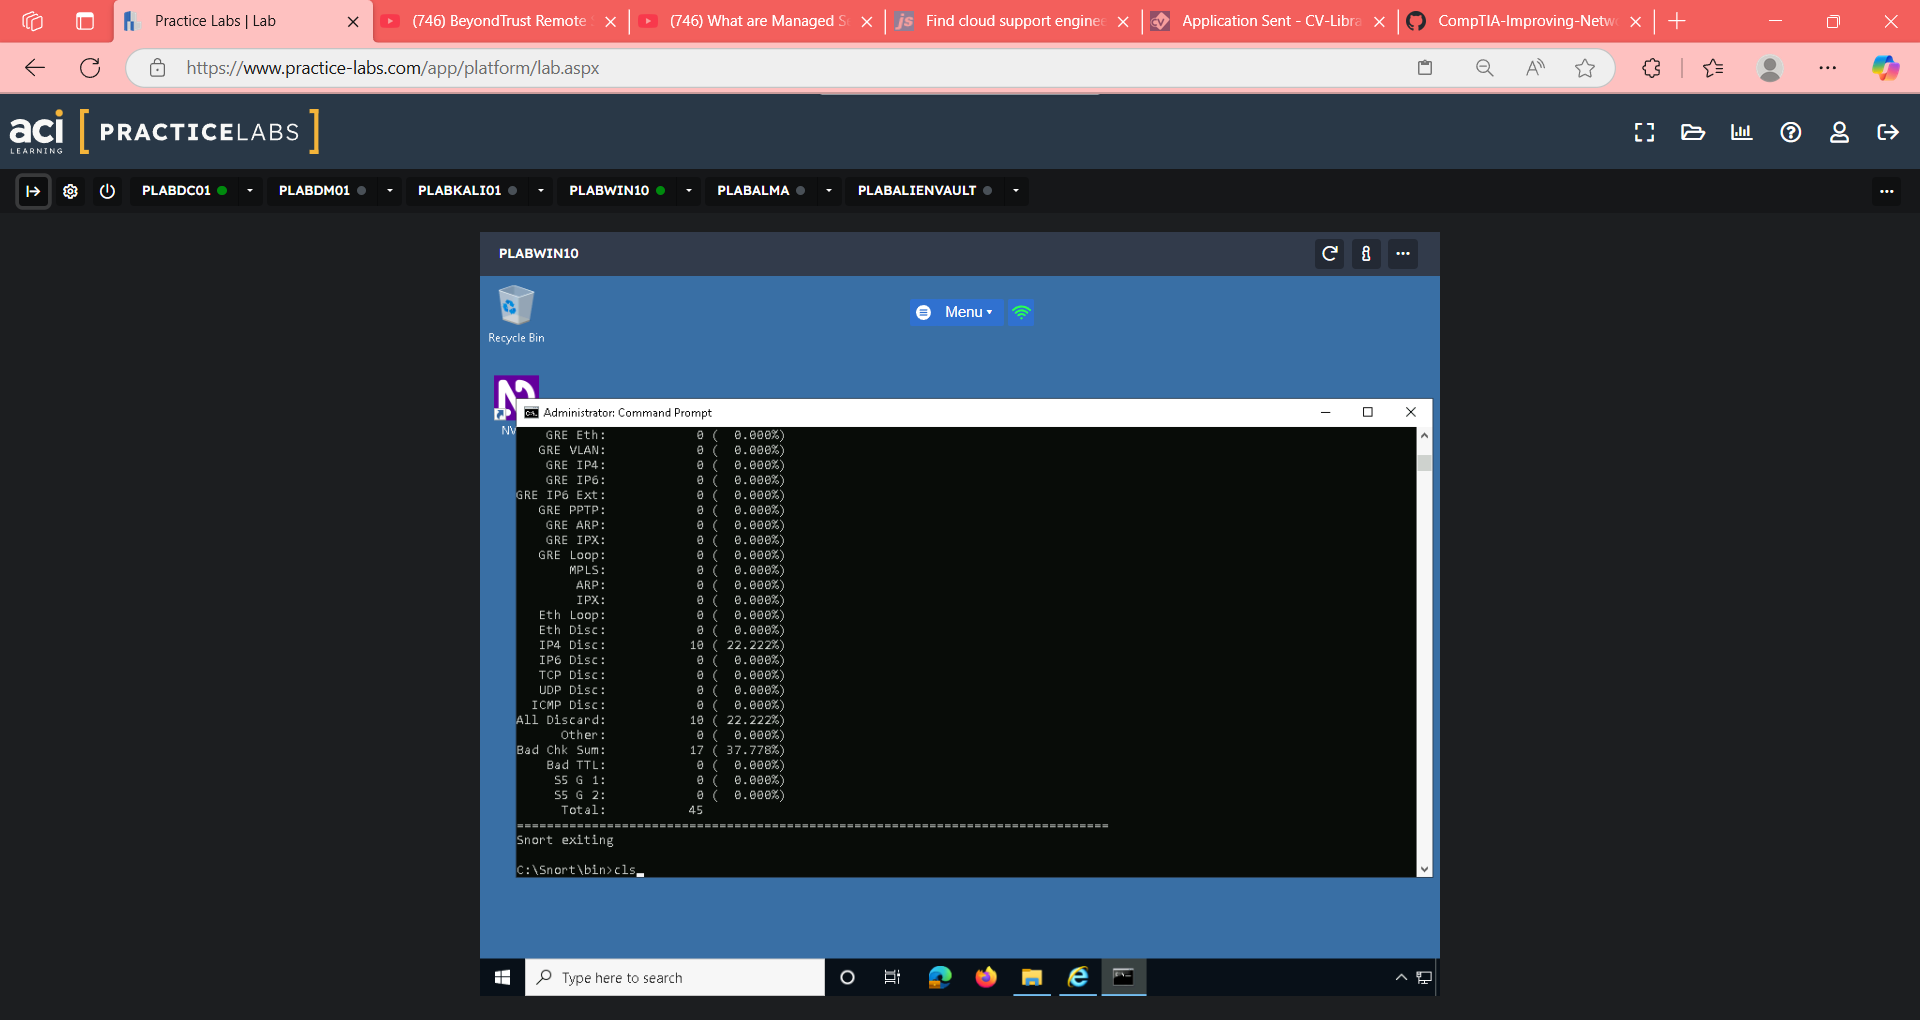 Practice Labs | Lab
(746) BeyondTrust Remote
(746) What are Managed S
Find cloud support enginee
Application Sent - CV-Libra
CompTIA-Improving-Netw
https://www.practice-labs.com/app/platform/lab.aspx
aci LEARNING [ PRACTICELABS ]
PLABDC01
PLABDM01
PLABKALI01
PLABWIN10
PLABALMA
PLABALIENVAULT
PLABWIN10
Recycle Bin
Menu
NV
Administrator: Command Prompt
GRE Eth: 0 ( 0.000%)
GRE VLAN: 0 ( 0.000%)
GRE IP4: 0 ( 0.000%)
GRE IP6: 0 ( 0.000%)
GRE IP6 Ext: 0 ( 0.000%)
GRE PPTP: 0 ( 0.000%)
GRE ARP: 0 ( 0.000%)
GRE IPX: 0 ( 0.000%)
GRE Loop: 0 ( 0.000%)
MPLS: 0 ( 0.000%)
ARP: 0 ( 0.000%)
IPX: 0 ( 0.000%)
Eth Loop: 0 ( 0.000%)
Eth Disc: 0 ( 0.000%)
IP4 Disc: 10 ( 22.222%)
IP6 Disc: 0 ( 0.000%)
TCP Disc: 0 ( 0.000%)
UDP Disc: 0 ( 0.000%)
ICMP Disc: 0 ( 0.000%)
All Discard: 10 ( 22.222%)
Other: 0 ( 0.000%)
Bad Chk Sum: 17 ( 37.778%)
Bad TTL: 0 ( 0.000%)
S5 G 1: 0 ( 0.000%)
S5 G 2: 0 ( 0.000%)
Total: 45
===============================================================================
Snort exiting
C:\Snort\bin>cls_
Type here to search